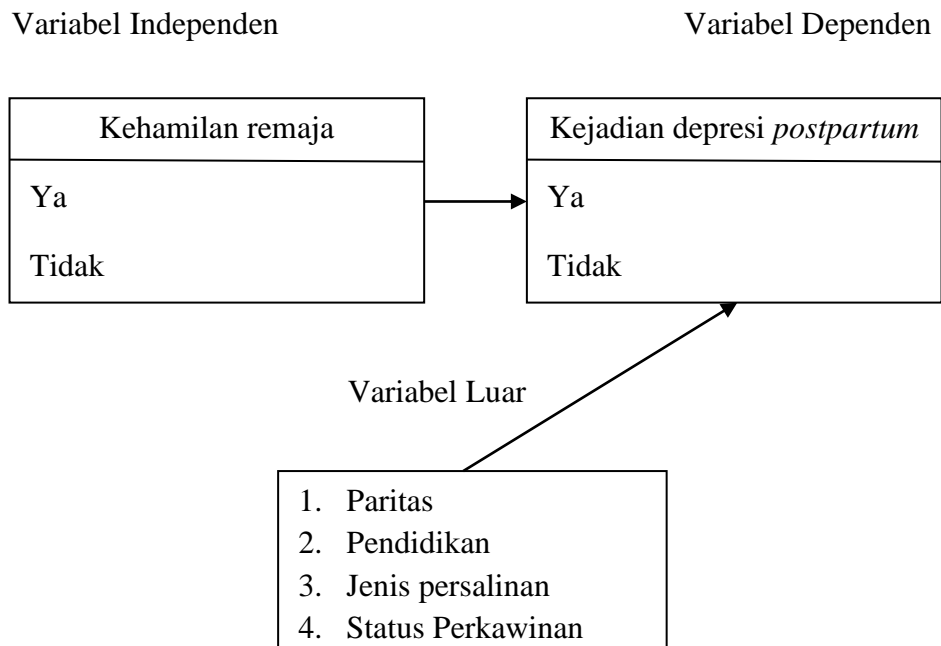 Variabel Independen
Variabel Dependen
Kehamilan remaja
Ya
Tidak
Kejadian depresi postpartum
Ya
Tidak
Variabel Luar
1. Paritas
2. Pendidikan
3. Jenis persalinan
4. Status Perkawinan